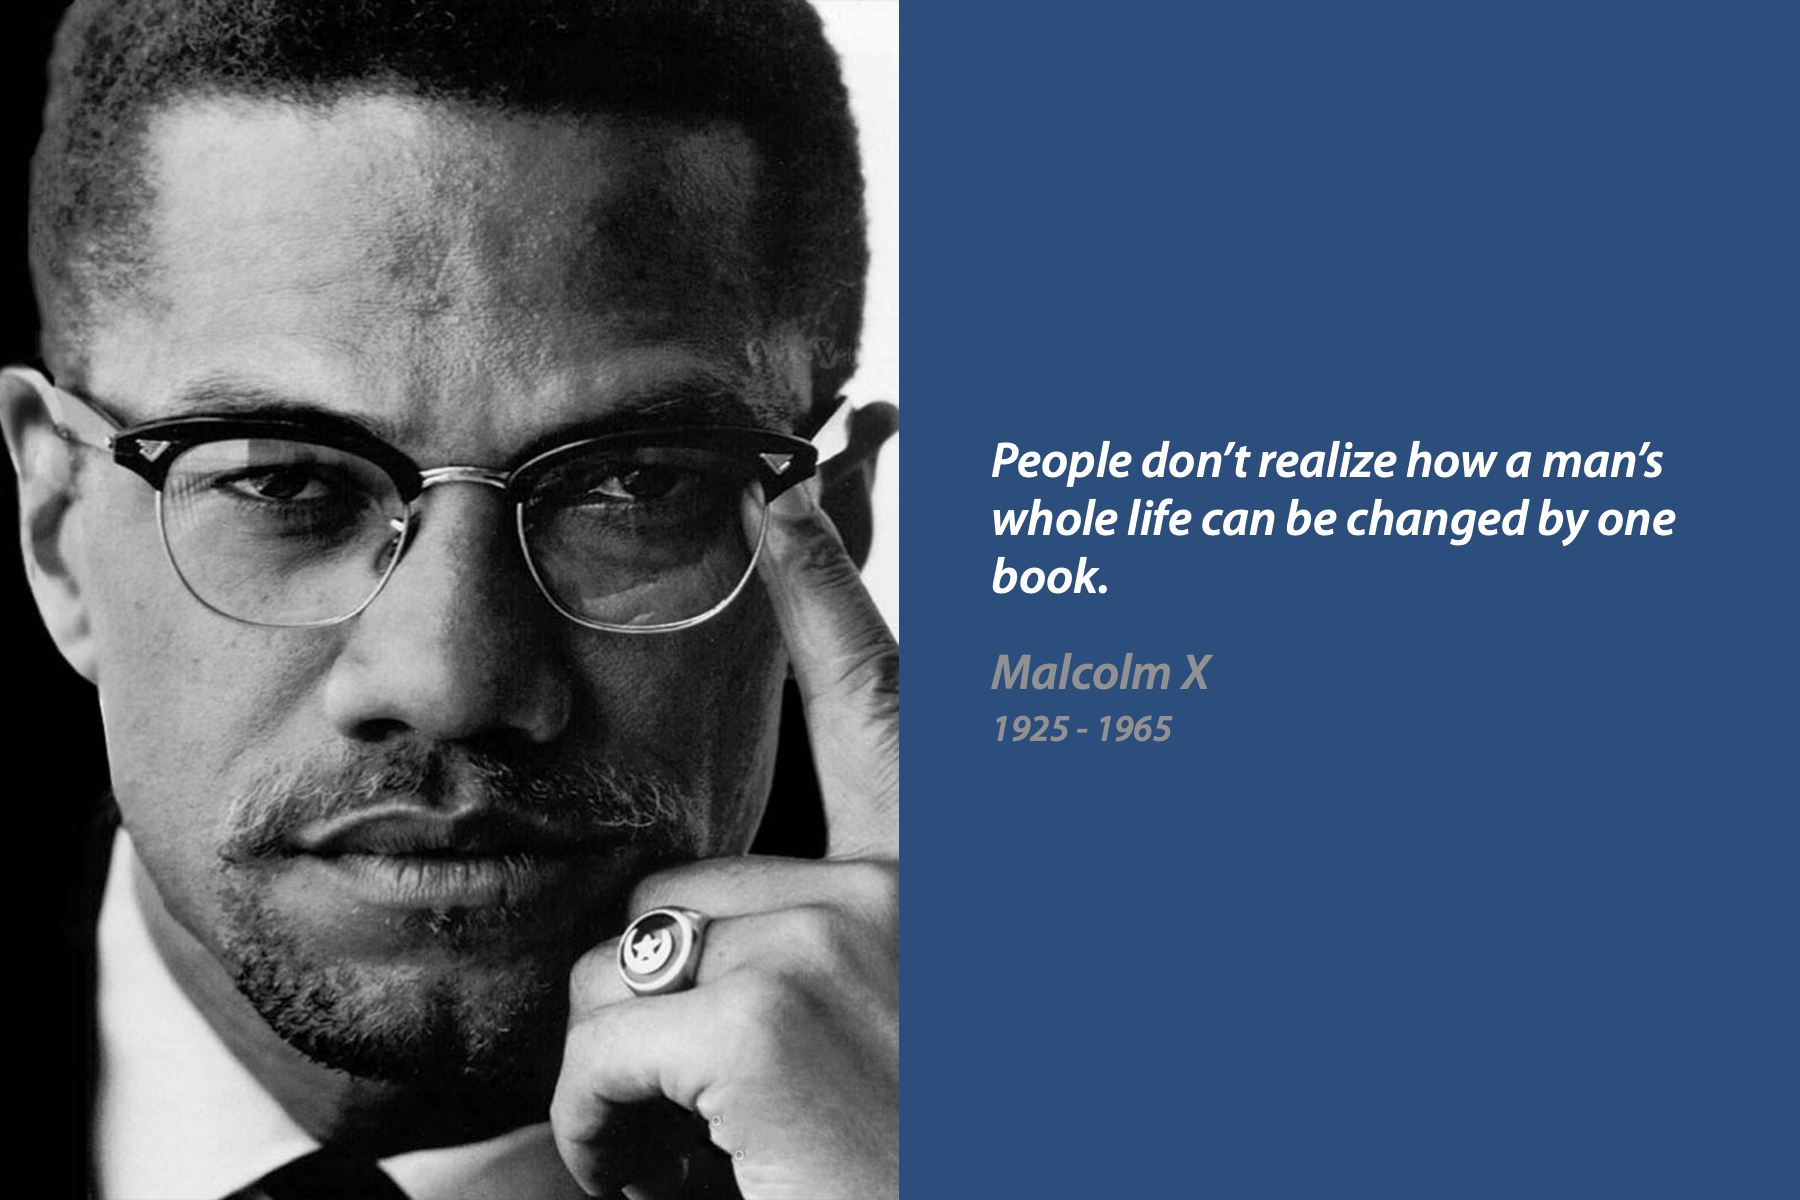 People don’t realize how a man’s
whole life can be changed by one
book.
Malcolm X
1925 - 1965